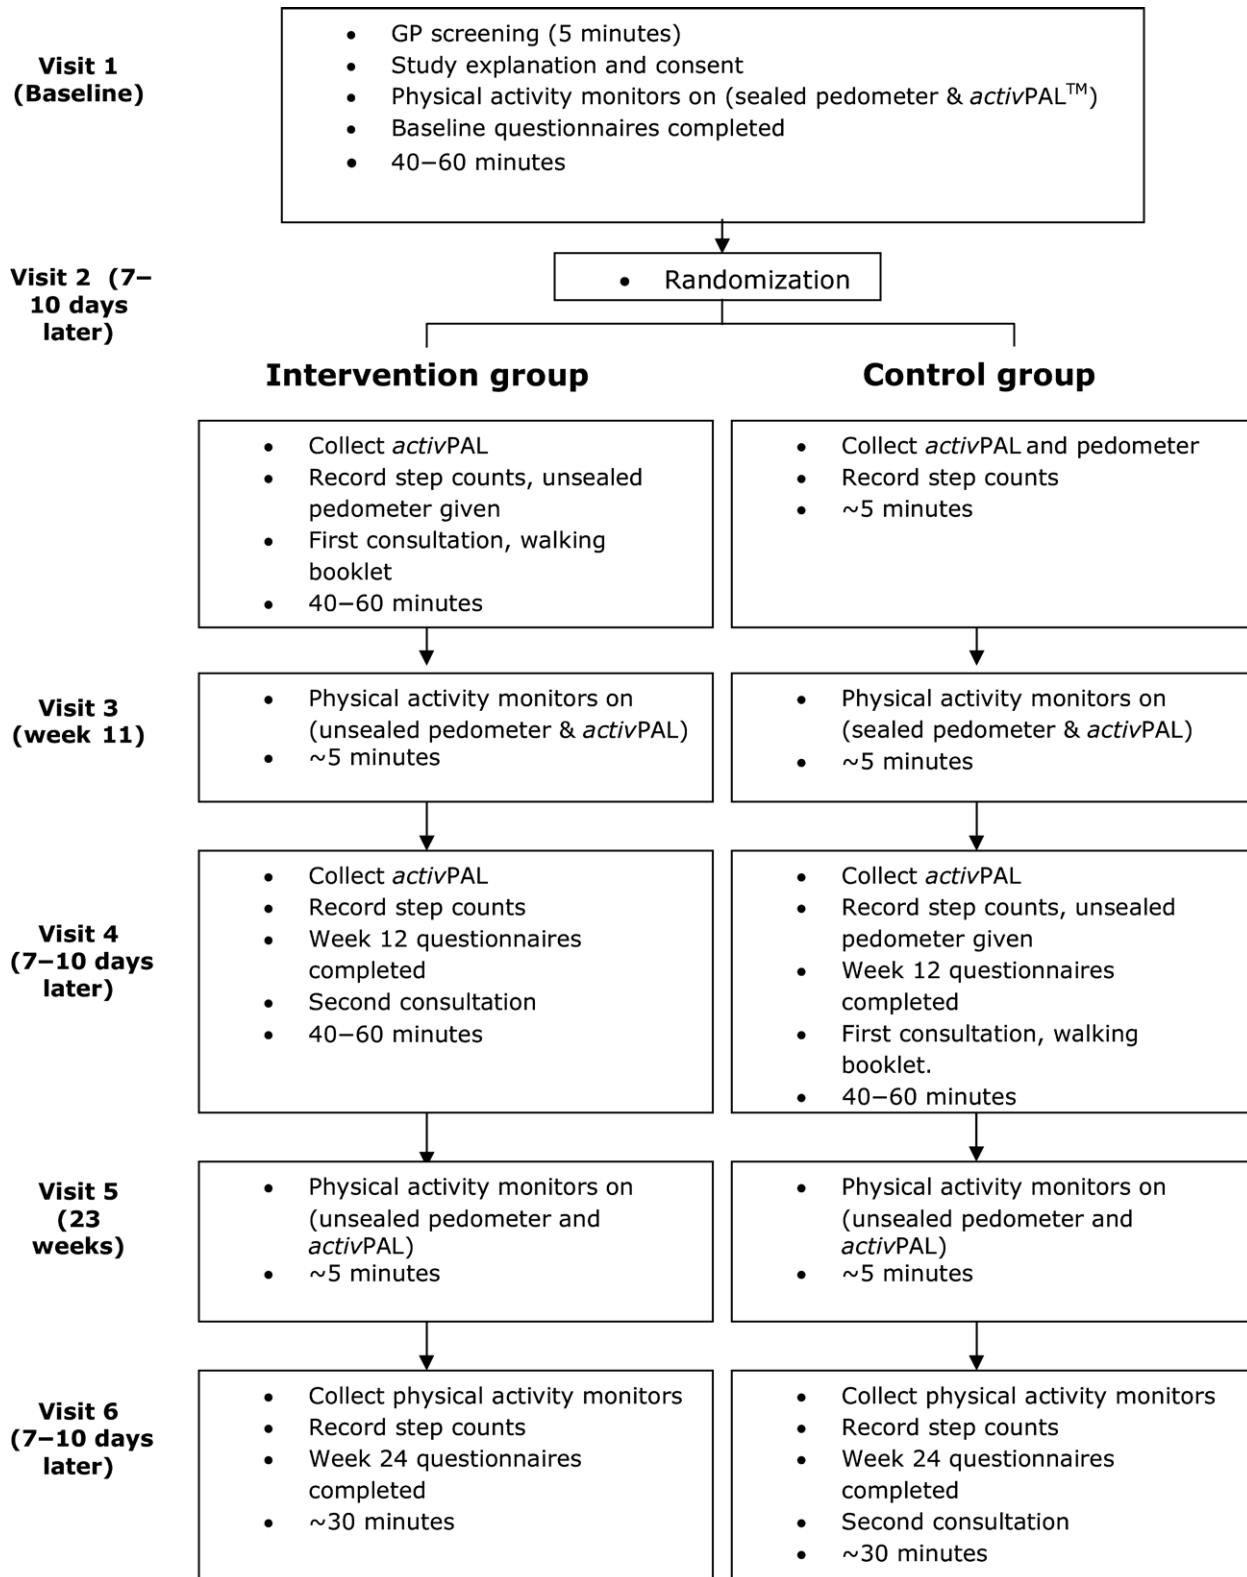 Visit 1
(Baseline)
• GP screening (5 minutes)
• Study explanation and consent
• Physical activity monitors on (sealed pedometer & activPAL™)
• Baseline questionnaires completed
• 40–60 minutes
Visit 2 (7–
10 days
later)
• Randomization
Intervention group
• Collect activPAL
• Record step counts, unsealed
pedometer given
• First consultation, walking
booklet
• 40–60 minutes
Control group
• Collect activPAL and pedometer
• Record step counts
• ~5 minutes
Visit 3
(week 11)
• Physical activity monitors on
(unsealed pedometer & activPAL)
• ~5 minutes
• Physical activity monitors on
(sealed pedometer & activPAL)
• ~5 minutes
Visit 4
(7–10 days
later)
• Collect activPAL
• Record step counts
• Week 12 questionnaires
completed
• Second consultation
• 40–60 minutes
• Collect activPAL
• Record step counts, unsealed
pedometer given
• Week 12 questionnaires
completed
• First consultation, walking
booklet.
• 40–60 minutes
Visit 5
(23
weeks)
• Physical activity monitors on
(unsealed pedometer and
activPAL)
• ~5 minutes
• Physical activity monitors on
(unsealed pedometer and
activPAL)
• ~5 minutes
Visit 6
(7–10 days
later)
• Collect physical activity monitors
• Record step counts
• Week 24 questionnaires
completed
• ~30 minutes
• Collect physical activity monitors
• Record step counts
• Week 24 questionnaires
completed
• Second consultation
• ~30 minutes